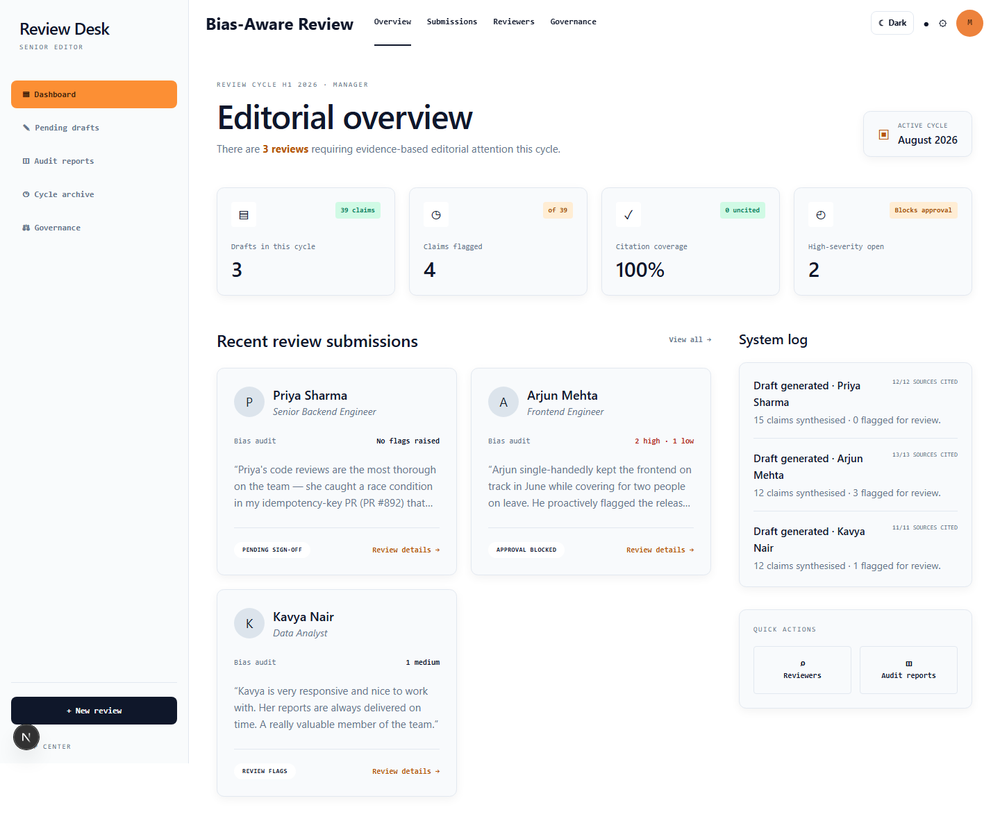 Review Desk
SENIOR EDITOR
Dashboard
Pending drafts
Audit reports
Cycle archive
Governance
+ New review
CENTER
Bias-Aware Review
Overview
Submissions
Reviewers
Governance
Dark
M
REVIEW CYCLE H1 2026 · MANAGER
Editorial overview
There are 3 reviews requiring evidence-based editorial attention this cycle.
ACTIVE CYCLE
August 2026
39 claims
Drafts in this cycle
3
of 39
Claims flagged
4
0 uncited
Citation coverage
100%
Blocks approval
High-severity open
2
Recent review submissions
View all →
P
Priya Sharma
Senior Backend Engineer
Bias audit
No flags raised
“Priya's code reviews are the most thorough
on the team — she caught a race condition
in my idempotency-key PR (PR #892) that…
PENDING SIGN-OFF
Review details →
A
Arjun Mehta
Frontend Engineer
Bias audit
2 high · 1 low
“Arjun single-handedly kept the frontend on
track in June while covering for two people
on leave. He proactively flagged the releas…
APPROVAL BLOCKED
Review details →
K
Kavya Nair
Data Analyst
Bias audit
1 medium
“Kavya is very responsive and nice to work
with. Her reports are always delivered on
time. A really valuable member of the team.”
REVIEW FLAGS
Review details →
System log
Draft generated · Priya
Sharma
12/12 SOURCES CITED
15 claims synthesised · 0 flagged for review.
Draft generated · Arjun
Mehta
13/13 SOURCES CITED
12 claims synthesised · 3 flagged for review.
Draft generated · Kavya
Nair
11/11 SOURCES CITED
12 claims synthesised · 1 flagged for review.
QUICK ACTIONS
Reviewers
Audit reports
N